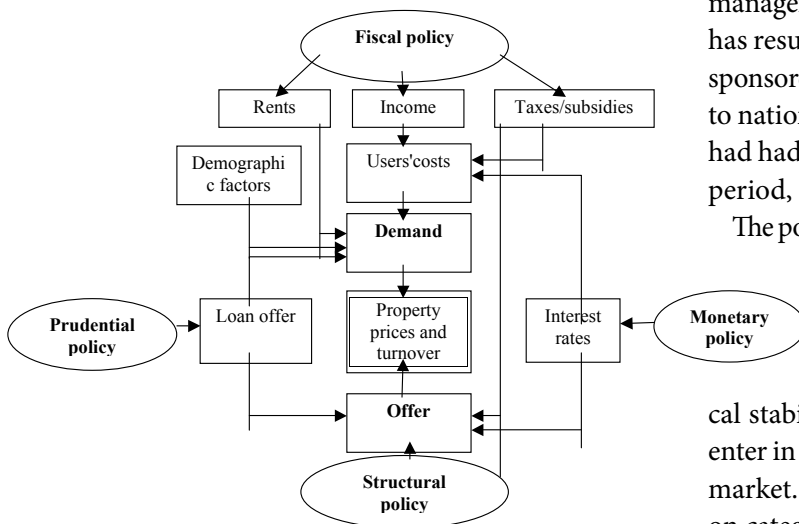 Fiscal policy
Rents
Income
Taxes/subsidies
Demographi
c factors
Users'costs
Demand
Prudential
policy
Loan offer
Property
prices and
turnover
Interest
rates
Monetary
policy
Offer
Structural
policy
has resu
sponsor
to nation
had had
period,
The po
cal stabi
enter in
market.